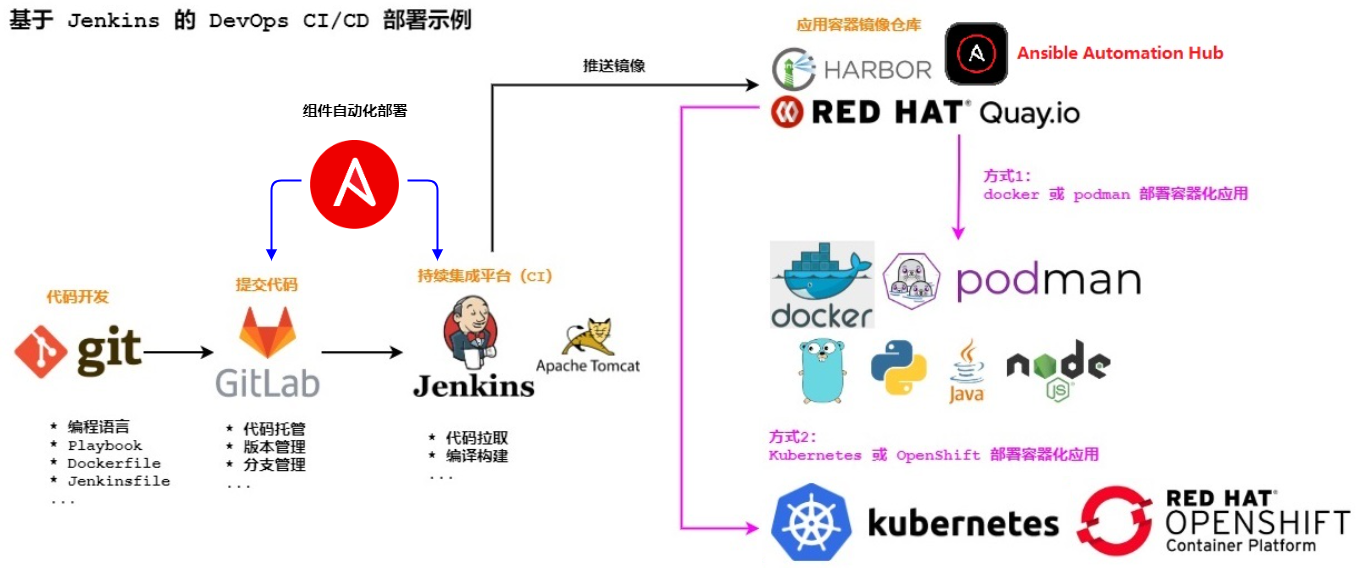 基于 Jenkins 的 DevOps CI/CD 部署示例
应用容器镜像仓库
HARBOR
Ansible Automation Hub
RED HAT® Quay.io
推送镜像
组件自动化部署
方式1:
docker 或 podman 部署容器化应用
代码开发
git
* 编程语言
* Playbook
* Dockerfile
* Jenkinsfile
...
提交代码
GitLab
* 代码托管
* 版本管理
* 分支管理
...
持续集成平台 (CI)
Jenkins
Apache Tomcat
* 代码拉取
* 编译构建
...
docker
podman
Java
node
JS
方式2:
Kubernetes 或 OpenShift 部署容器化应用
kubernetes
RED HAT®
OPENSHIFT
Container Platform